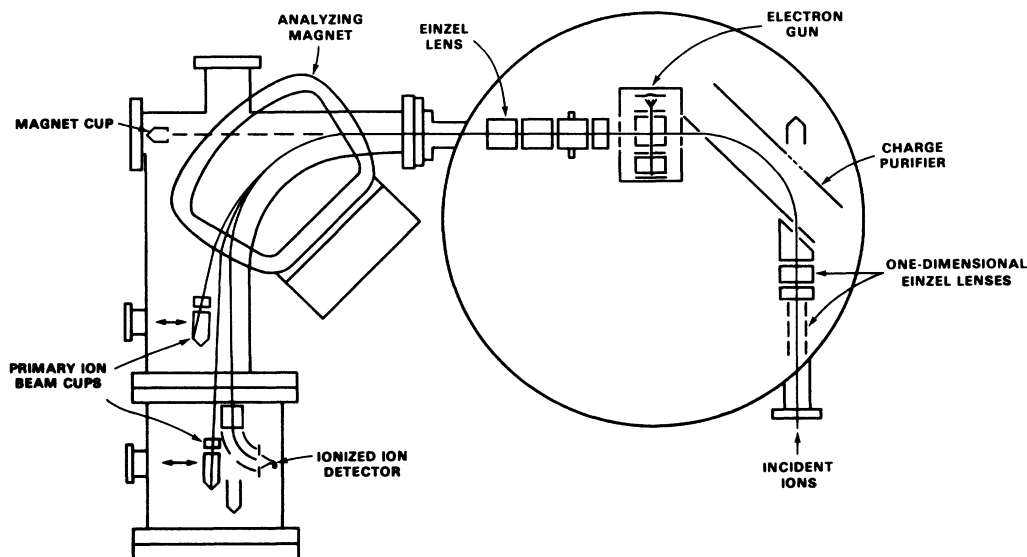 ANALYZING
MAGNET
EINZEL
LENS
ELECTRON
GUN
MAGNET CUP
CHARGE
PURIFIER
ONE-DIMENSIONAL
EINZEL LENSES
PRIMARY ION
BEAM CUPS
IONIZED ION
DETECTOR
INCIDENT
IONS